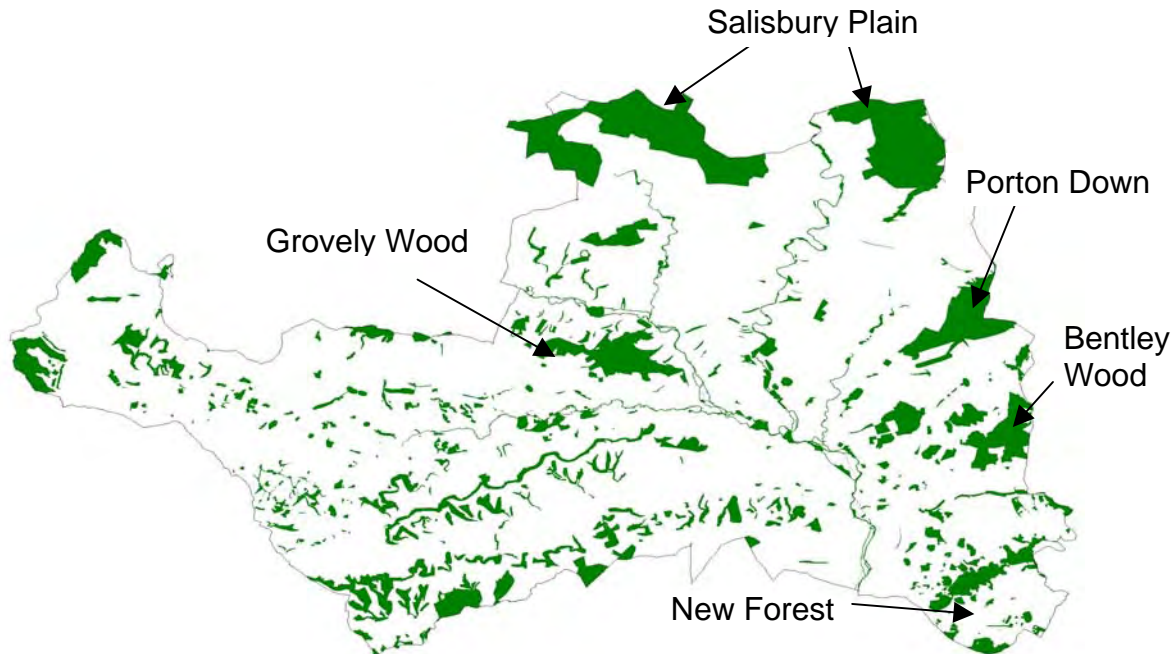 Salisbury Plain
Porton Down
Grovely Wood
Bentley
Wood
New Forest